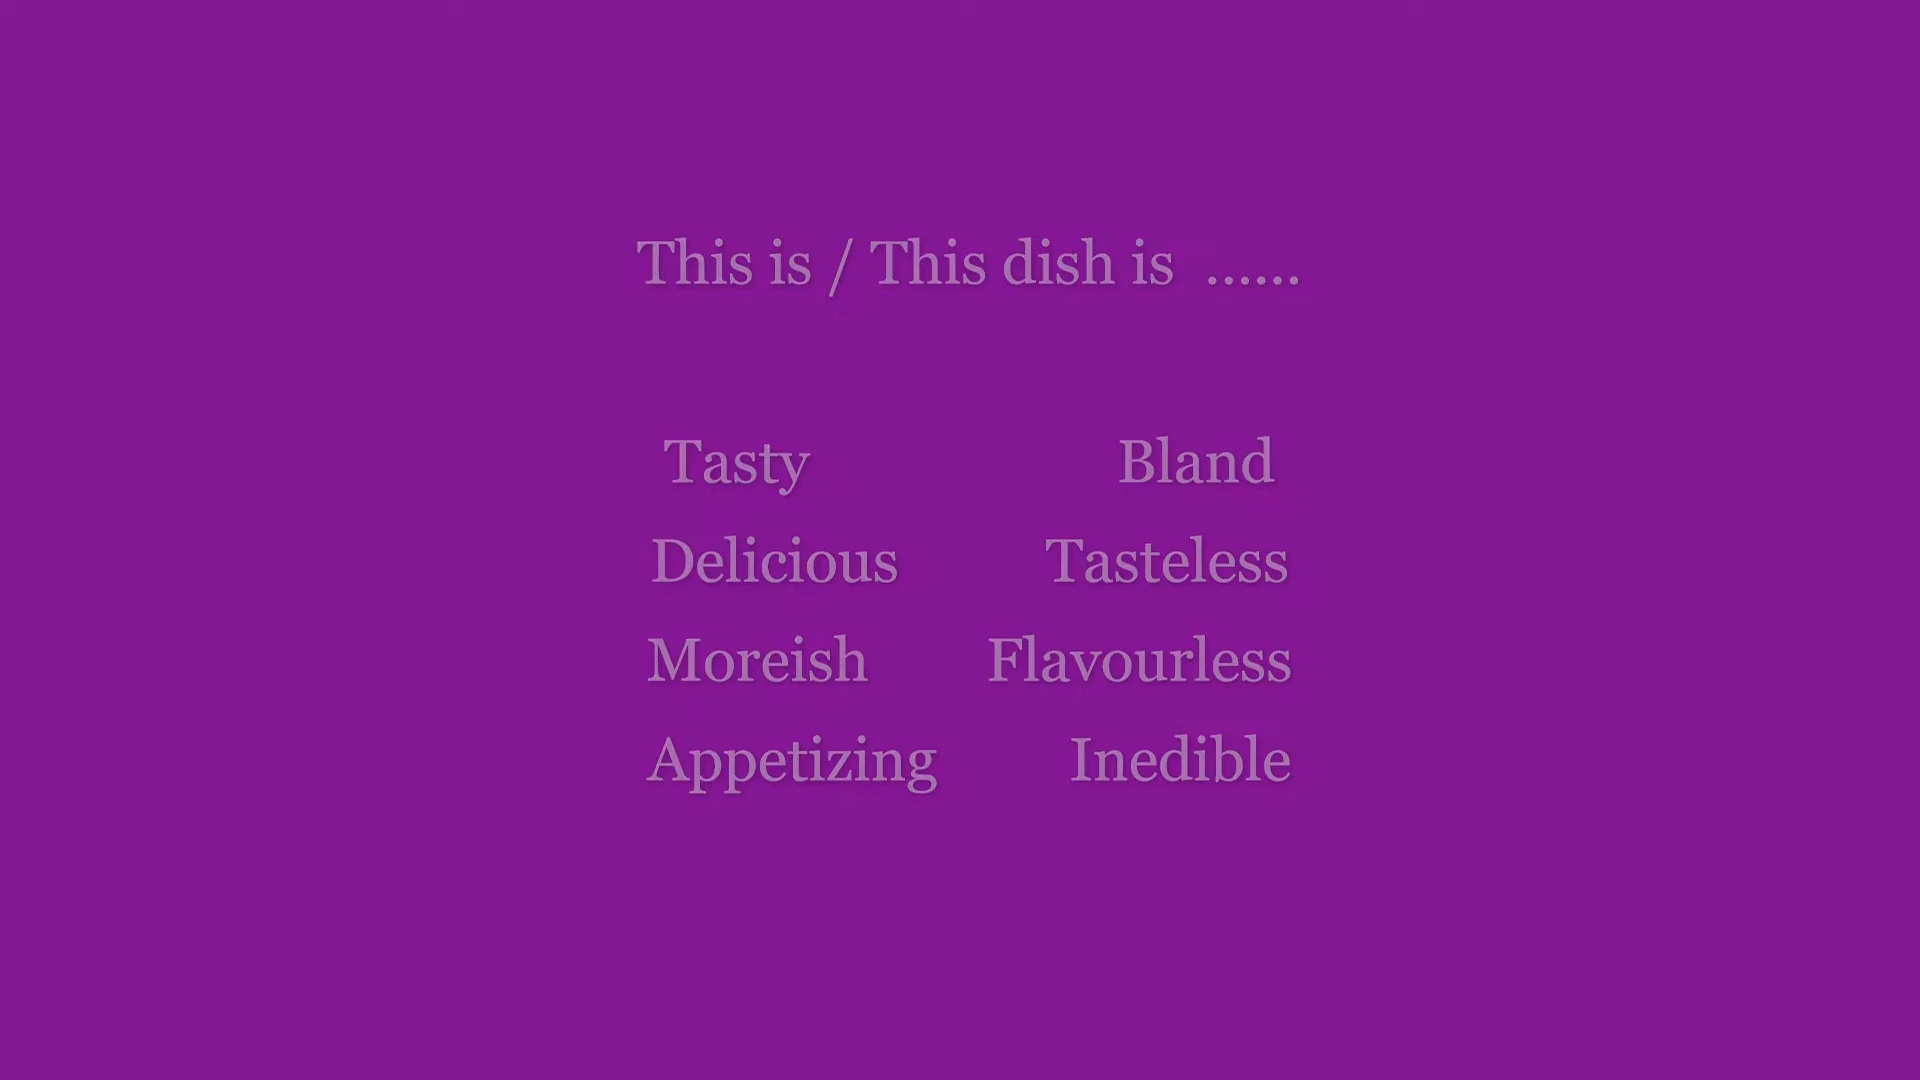 This is / This dish is ......
Tasty Bland
Delicious Tasteless
Moreish Flavourless
Appetizing Inedible